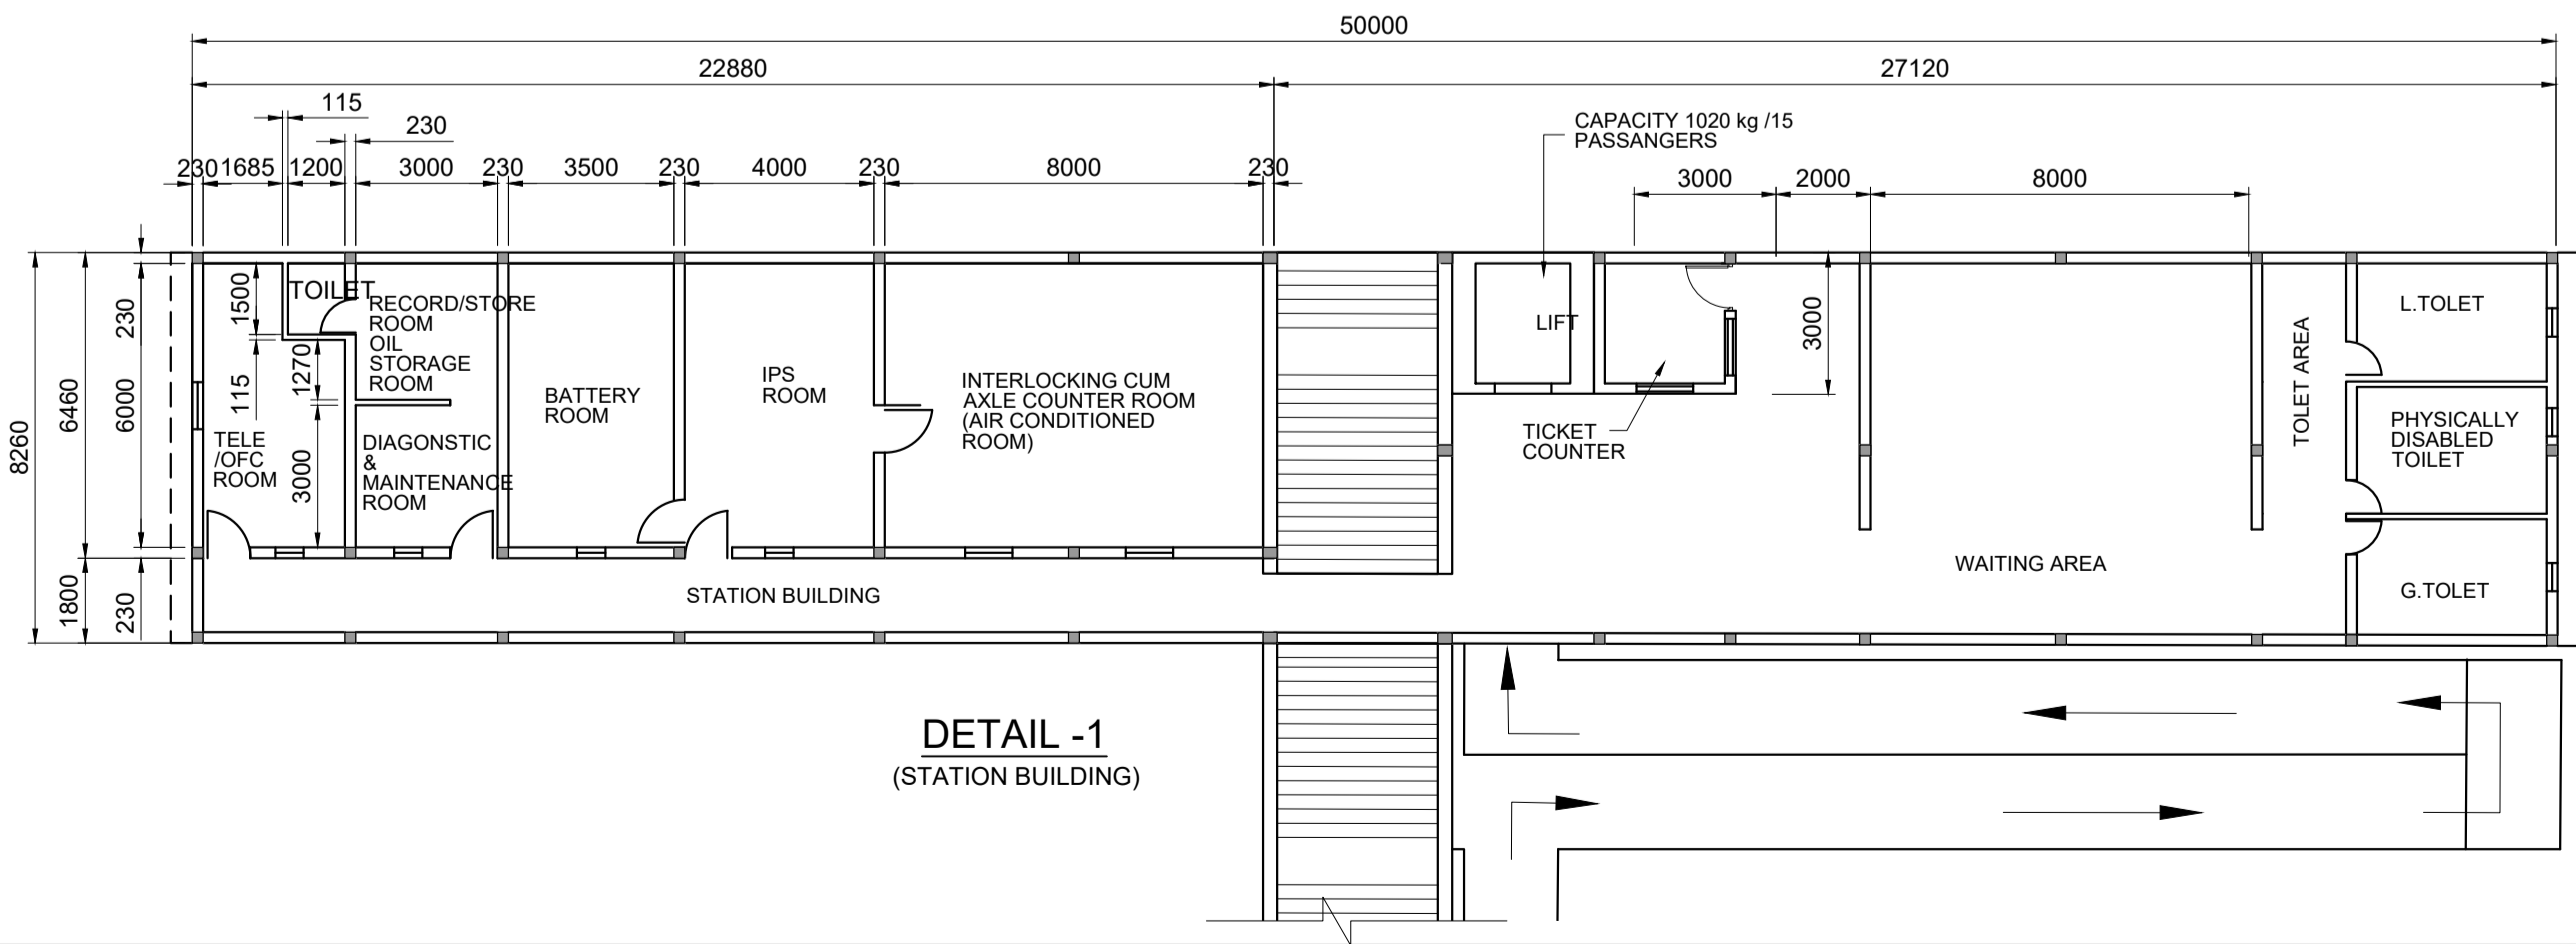 50000
22880
27120
115
230
CAPACITY 1020 kg /15
PASSANGERS
230
1685
1200
3000
230
3500
230
4000
230
8000
230
3000
2000
8000
8260
6460
1800
230
6000
230
1500
115
1270
3000
3000
TOILET
RECORD/STORE
ROOM
OIL
STORAGE
ROOM
TELE
/OFC
ROOM
DIAGONSTIC
&
MAINTENANCE
ROOM
BATTERY
ROOM
IPS
ROOM
INTERLOCKING CUM
AXLE COUNTER ROOM
(AIR CONDITIONED
ROOM)
LIFT
TICKET
COUNTER
TOLET AREA
L.TOLET
PHYSICALLY
DISABLED
TOILET
G.TOLET
WAITING AREA
STATION BUILDING
DETAIL -1
(STATION BUILDING)